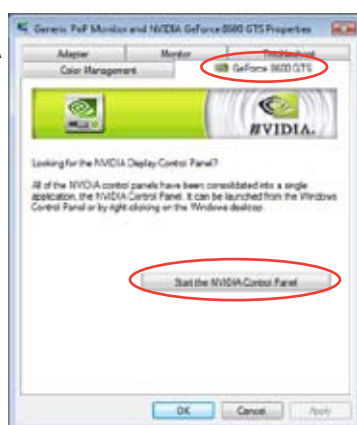 Generic PnP Monitor and NVIDIA GeForce 8600 GTS Properties
Adapter Monitor Troubleshoot
Color Management GeForce 8600 GTS
NVIDIA.
Looking for the NVIDIA Display Control Panel?
All of the NVIDIA control panels have been consolidated into a single
application, the NVIDIA Control Panel. It can be launched from the Windows
Control Panel or by right clicking on the Windows desktop.
Start the NVIDIA Control Panel
OK Cancel Apply